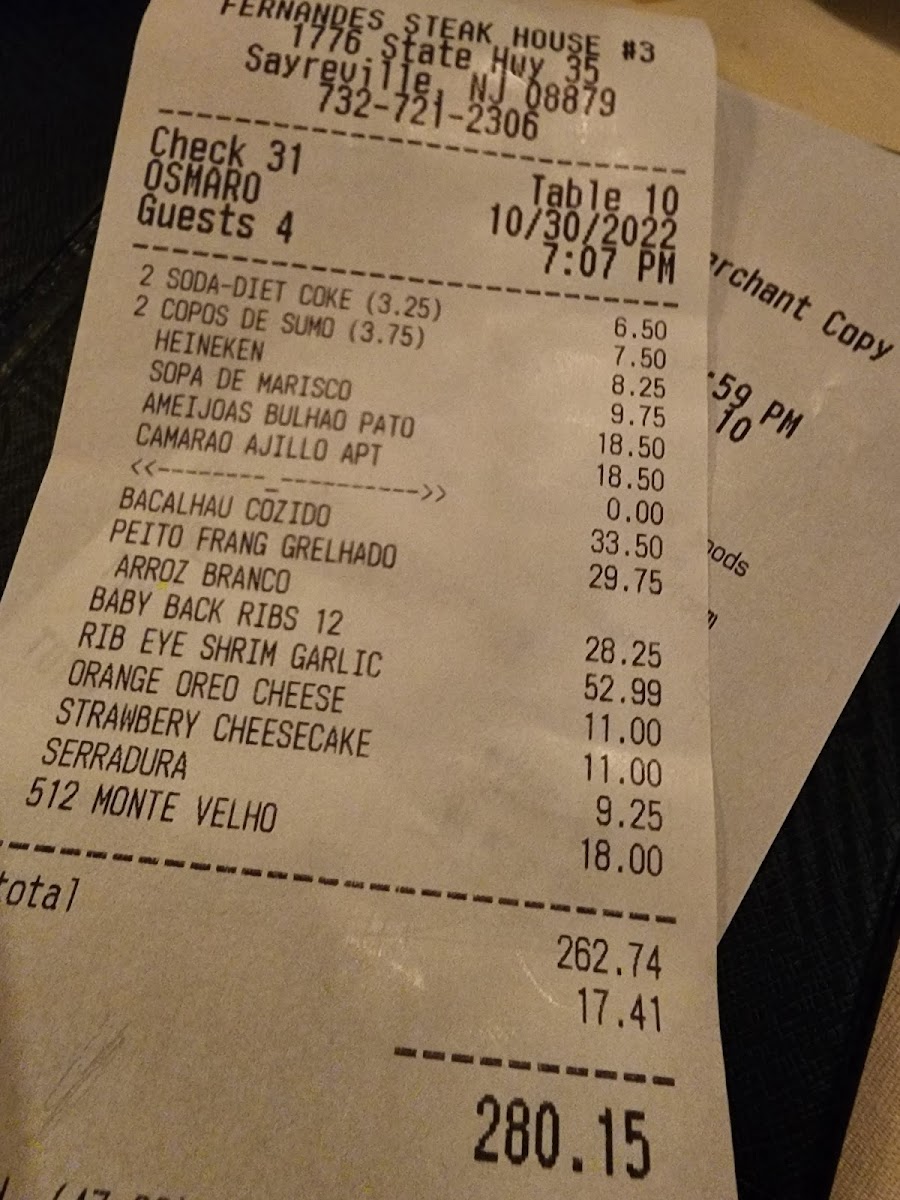 FERNANDES STEAK HOUSE #3
1776 State Hwy 35
Sayreville, NJ 08879
732-721-2306
Check 31 Table 10
OSMARO 10/30/2022
Guests 4 7:07 PM
2 SODA-DIET COKE (3.25) 6.50
2 COPOS DE SUMO (3.75) 7.50
HEINEKEN 8.25
SOPA DE MARISCO 9.75
AMEIJOAS BULHAO PATO 18.50
CAMARAO AJILLO APT 18.50
<<--------_---------->> 0.00
BACALHAU COZIDO 33.50
PEITO FRANG GRELHADO 29.75
ARROZ BRANCO
BABY BACK RIBS 12 28.25
RIB EYE SHRIM GARLIC 52.99
ORANGE OREO CHEESE 11.00
STRAWBERY CHEESECAKE 11.00
SERRADURA 9.25
512 MONTE VELHO 18.00
total 262.74
17.41
280.15
erchant Copy
:59 PM
10
oods